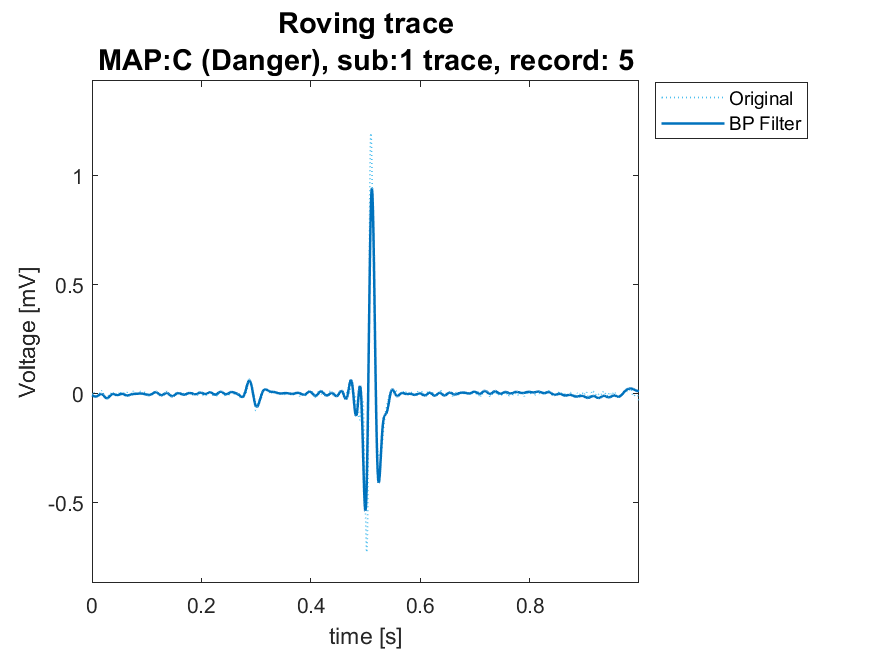 Roving trace
MAP:C (Danger), sub:1 trace, record: 5
Original
BP Filter
1
0.5
0
-0.5
Voltage [mV]
0 0.2 0.4 0.6 0.8
time [s]